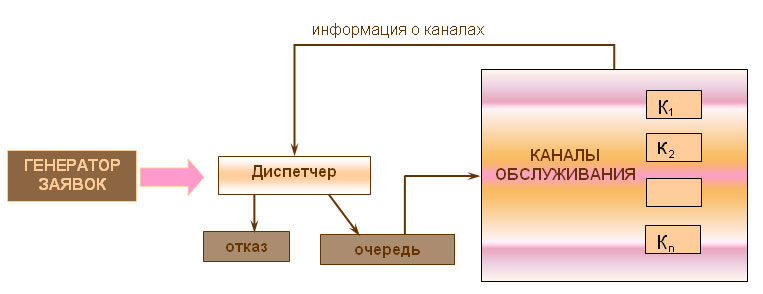 информация о каналах
ГЕНЕРАТОР
ЗАЯВОК
Диспетчер
отказ
очередь
КАНАЛЫ
ОБСЛУЖИВАНИЯ
К1
К2
Кn